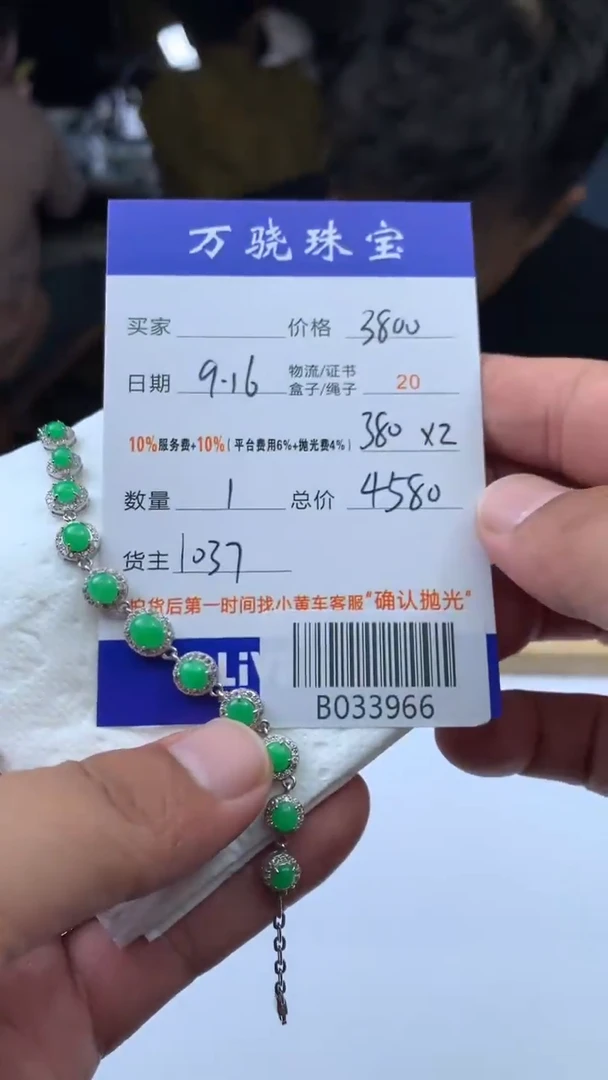 万骁珠宝
买家 价格 3800
日期 9.16 物流/证书 盒子/绳子 20
10%服务费+10%(平台费用6%+抛光费4%) 380 x2
数量 1 总价 4580
货主 1037
货后第一时间找小黄车客服"确认抛光"
LiV
B033966